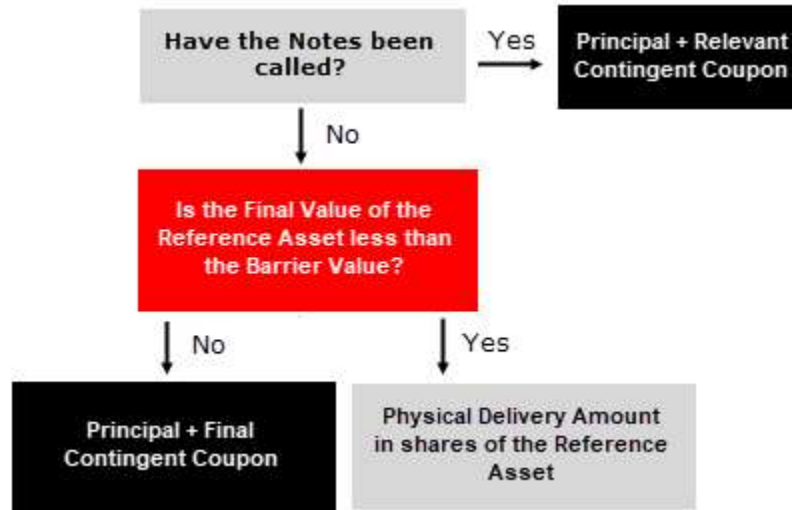 Have the Notes been
called?
Yes
Principal + Relevant
Contingent Coupon
No
Is the Final Value of the
Reference Asset less than
the Barrier Value?
No
Yes
Principal + Final
Contingent Coupon
Physical Delivery Amount
in shares of the Reference
Asset